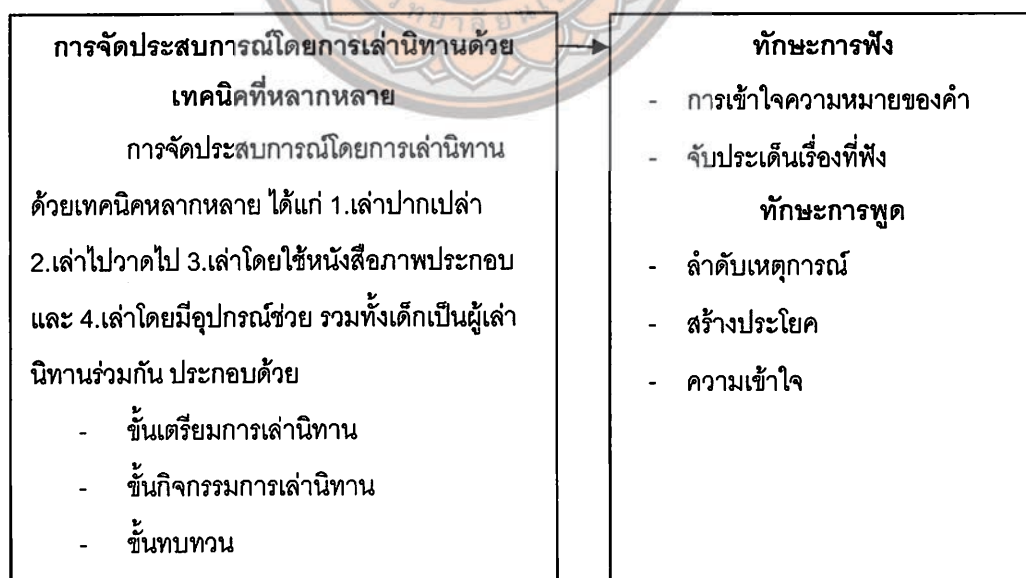 การจัดประสบการณ์โดยการเล่านิทานด้วย
เทคนิคที่หลากหลาย
การจัดประสบการณ์โดยการเล่านิทาน
ด้วยเทคนิคหลากหลาย ได้แก่ 1.เล่าปากเปล่า
2.เล่าไปวาดไป 3.เล่าโดยใช้หนังสือภาพประกอบ
และ 4.เล่าโดยมีอุปกรณ์ช่วย รวมทั้งเด็กเป็นผู้เล่า
นิทานร่วมกัน ประกอบด้วย
- ขั้นเตรียมการเล่านิทาน
- ขั้นกิจกรรมการเล่านิทาน
- ขั้นทบทวน
ทักษะการฟัง
- การเข้าใจความหมายของคำ
- จับประเด็นเรื่องที่ฟัง
ทักษะการพูด
- ลำดับเหตุการณ์
- สร้างประโยค
- ความเข้าใจ